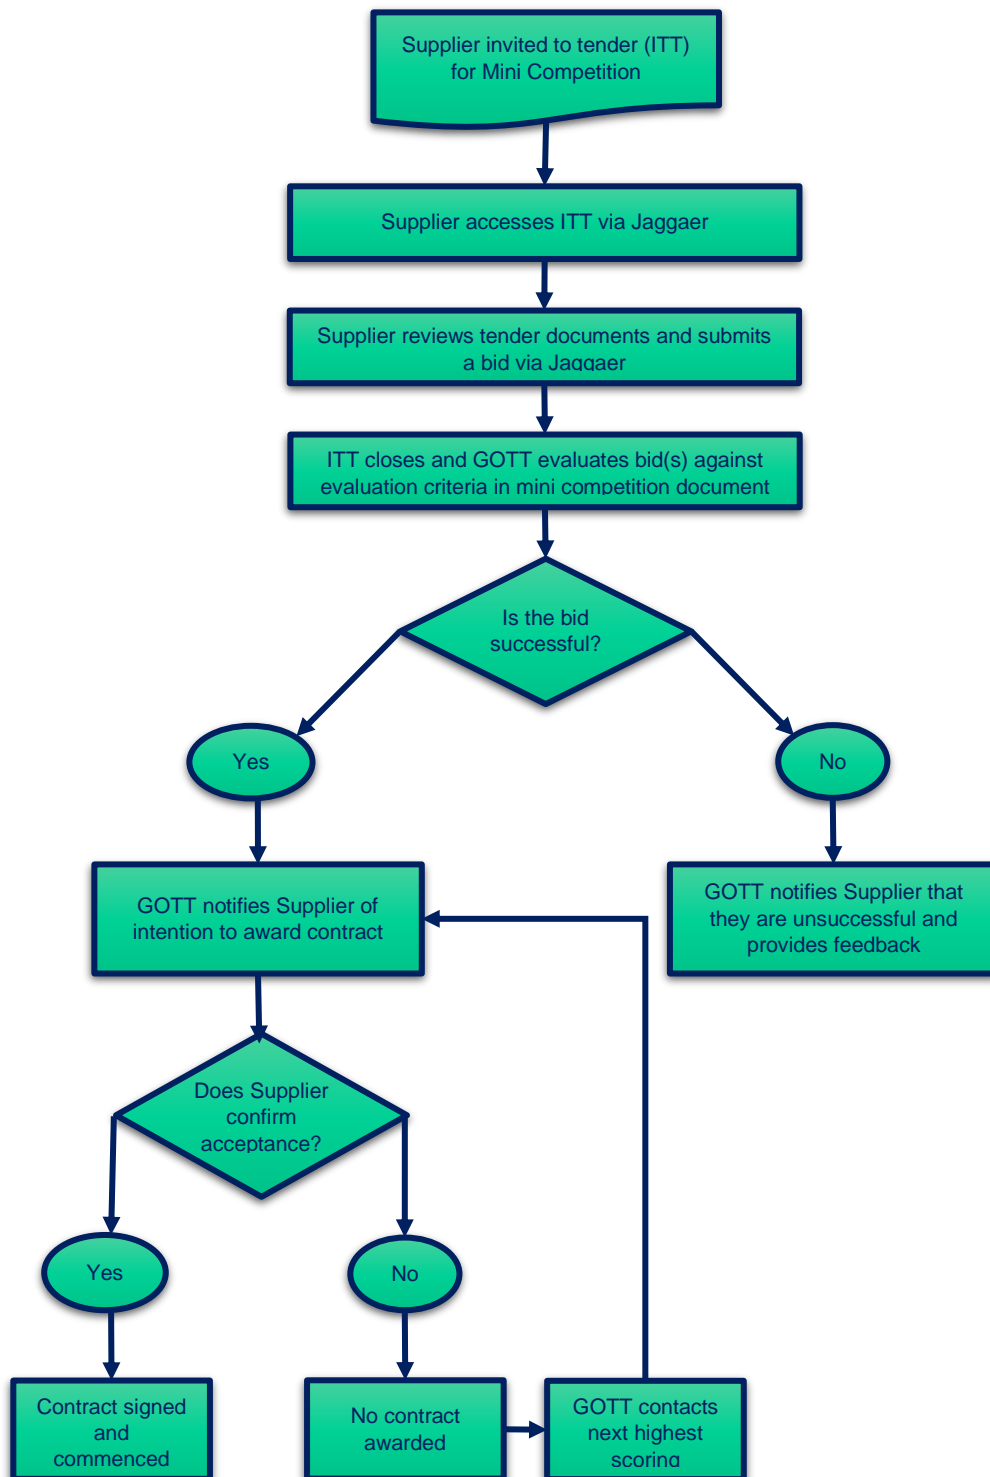 Supplier invited to tender (ITT)
for Mini Competition
Supplier accesses ITT via Jaggaer
Supplier reviews tender documents and submits
a bid via Jaggaer
ITT closes and GOTT evaluates bid(s) against
evaluation criteria in mini competition document
Is the bid
successful?
Yes
No
GOTT notifies Supplier of
intention to award contract
GOTT notifies Supplier that
they are unsuccessful and
provides feedback
Does Supplier
confirm
acceptance?
Yes
No
Contract signed
and
commenced
No contract
awarded
GOTT contacts
next highest
scoring